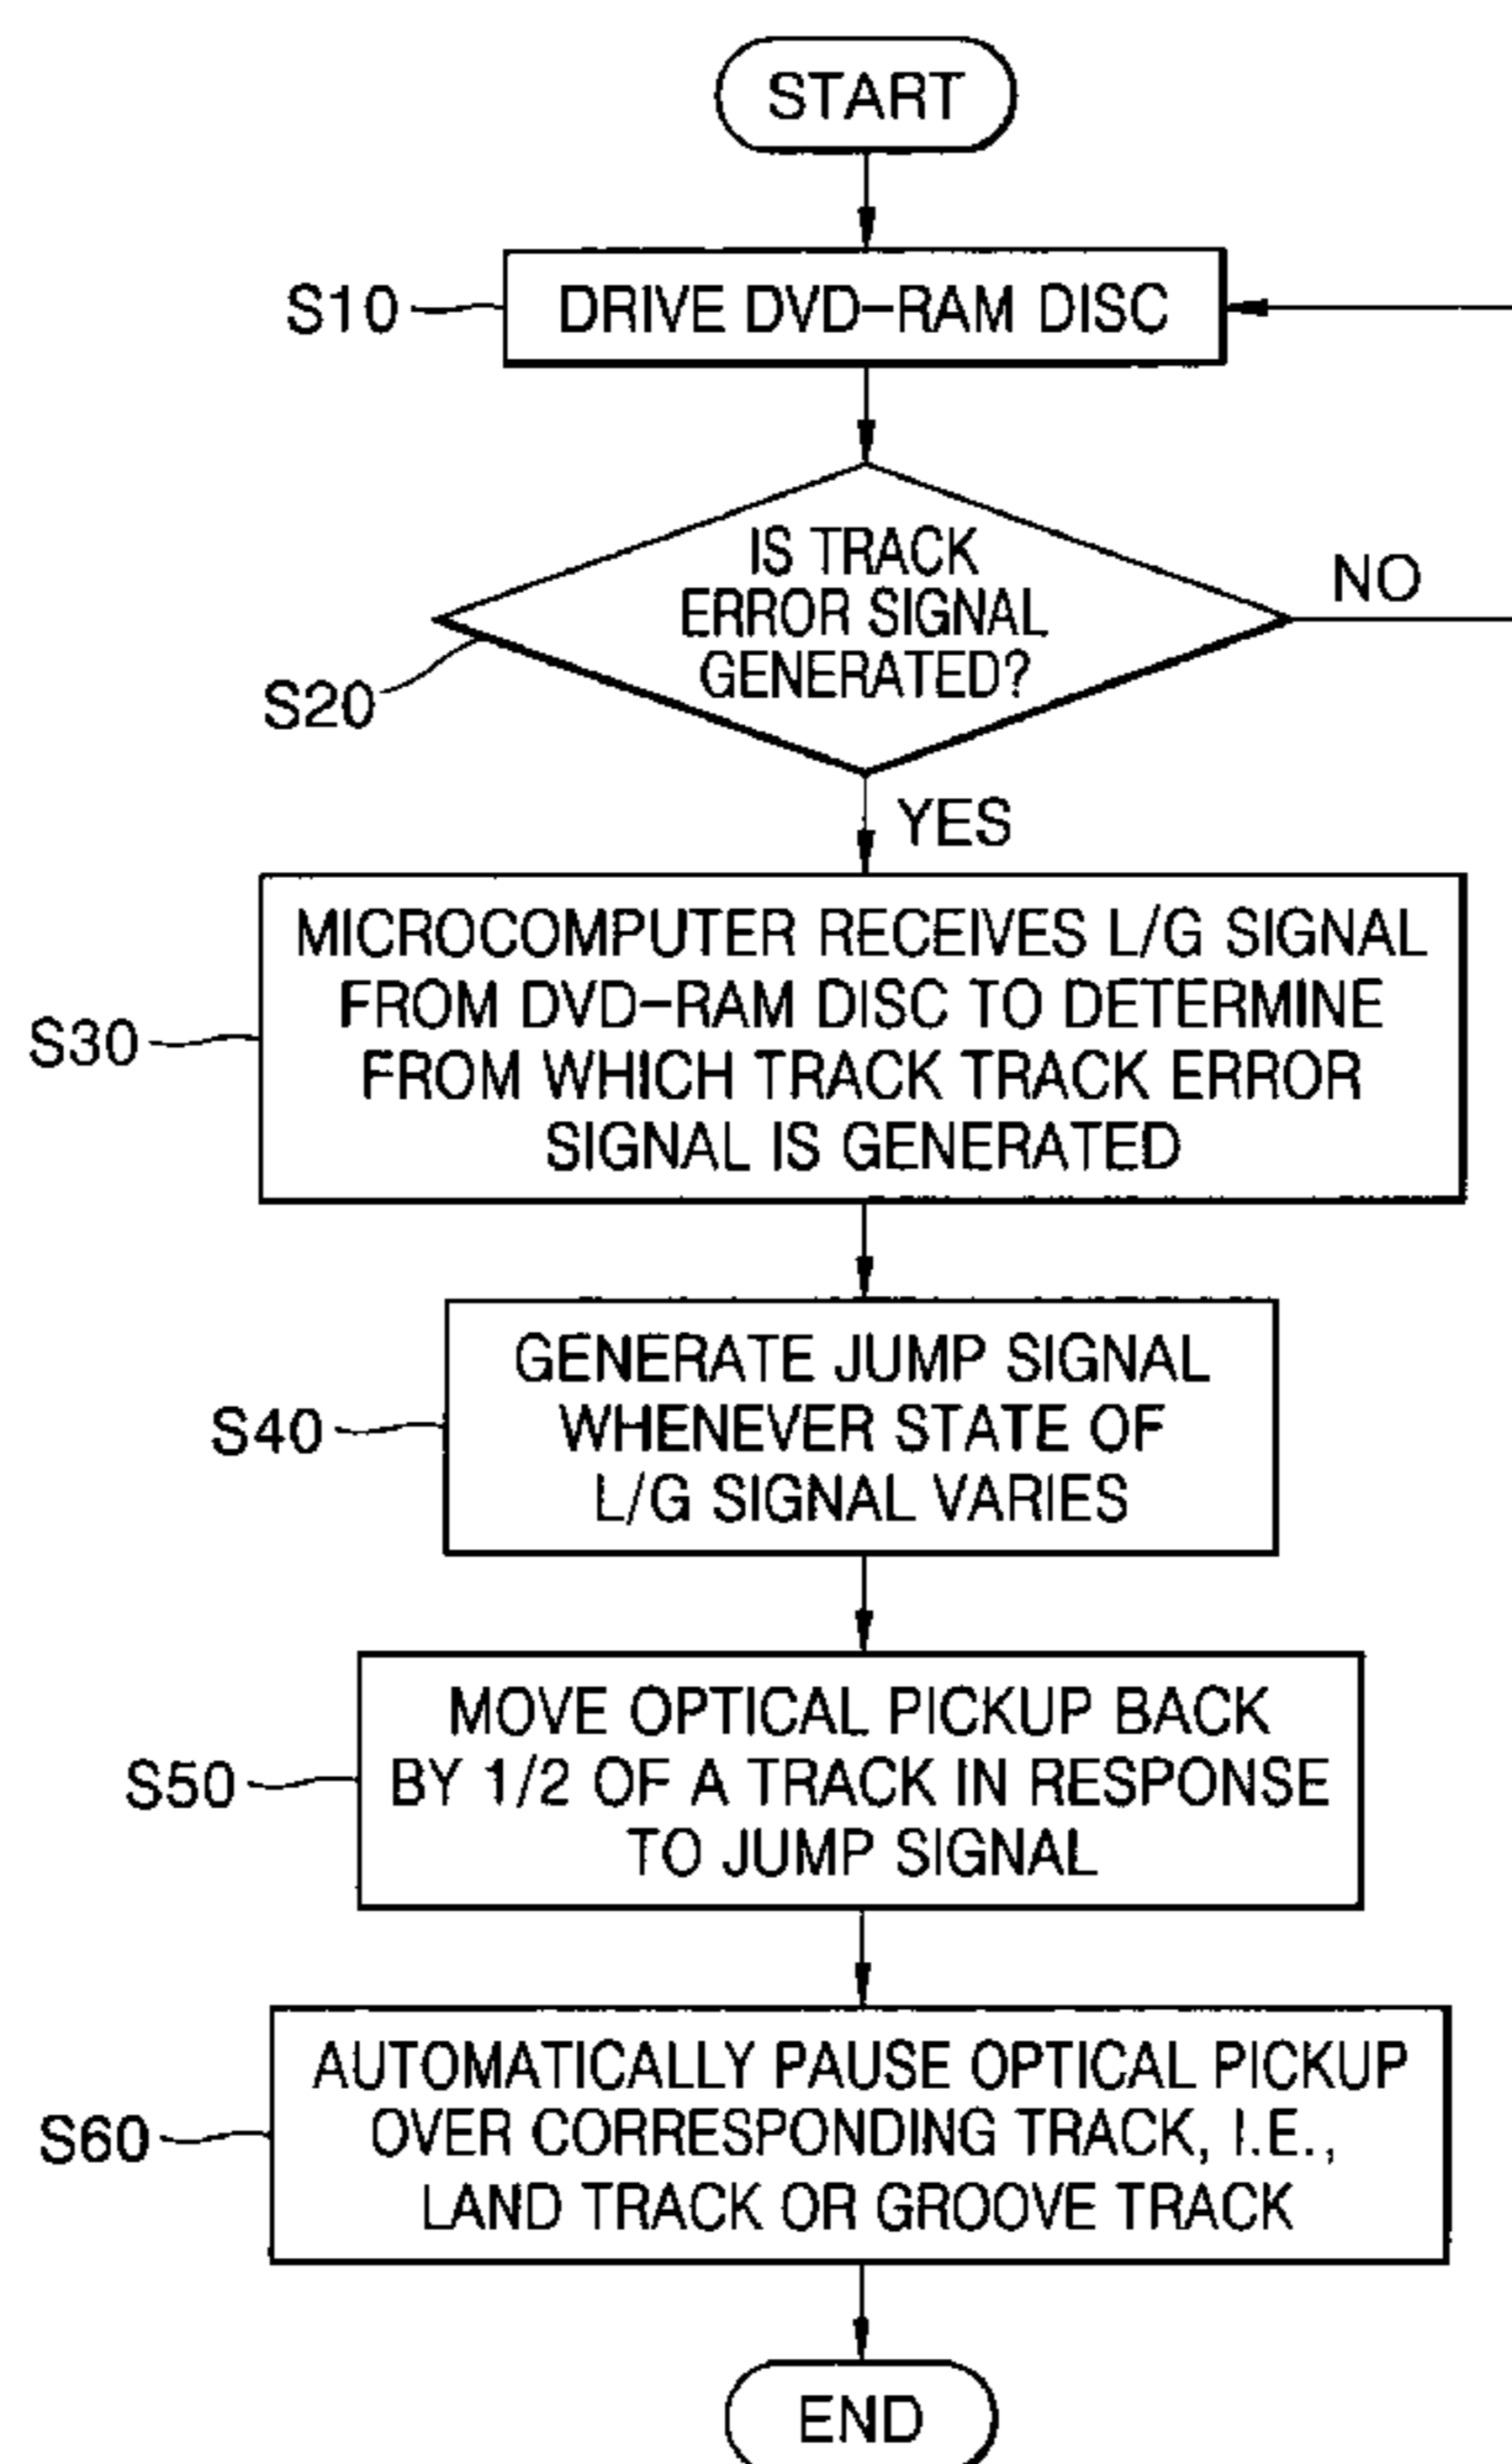 START
S10
DRIVE DVD-RAM DISC
IS TRACK
ERROR SIGNAL
GENERATED?
NO
S20
YES
MICROCOMPUTER RECEIVES L/G SIGNAL
FROM DVD-RAM DISC TO DETERMINE
FROM WHICH TRACK TRACK ERROR
SIGNAL IS GENERATED
S30
GENERATE JUMP SIGNAL
WHENEVER STATE OF
L/G SIGNAL VARIES
S40
MOVE OPTICAL PICKUP BACK
BY 1/2 OF A TRACK IN RESPONSE
TO JUMP SIGNAL
S50
AUTOMATICALLY PAUSE OPTICAL PICKUP
OVER CORRESPONDING TRACK, I.E.,
LAND TRACK OR GROOVE TRACK
S60
END